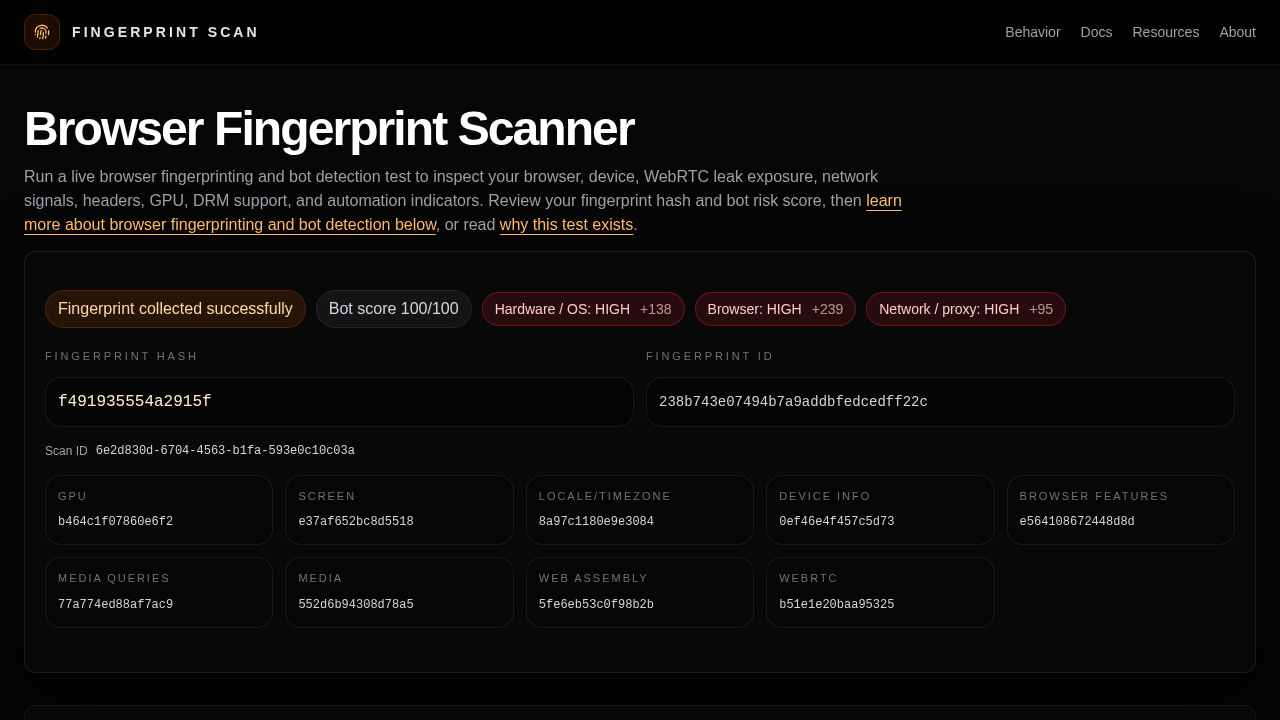 FINGERPRINT SCAN
Behavior Docs Resources About
Browser Fingerprint Scanner
Run a live browser fingerprinting and bot detection test to inspect your browser, device, WebRTC leak exposure, network
signals, headers, GPU, DRM support, and automation indicators. Review your fingerprint hash and bot risk score, then learn
more about browser fingerprinting and bot detection below, or read why this test exists.
Fingerprint collected successfully Bot score 100/100 Hardware / OS: HIGH +138 Browser: HIGH +239 Network / proxy: HIGH +95
FINGERPRINT HASH FINGERPRINT ID
f491935554a2915f 238b743e07494b7a9addbfedcedff22c
Scan ID 6e2d830d-6704-4563-b1fa-593e0c10c03a
GPU SCREEN LOCALE/TIMEZONE DEVICE INFO BROWSER FEATURES
b464c1f07860e6f2 e37af652bc8d5518 8a97c1180e9e3084 0ef46e4f457c5d73 e564108672448d8d
MEDIA QUERIES MEDIA WEB ASSEMBLY WEBRTC
77a774ed88af7ac9 552d6b94308d78a5 5fe6eb53c0f98b2b b51e1e20baa95325